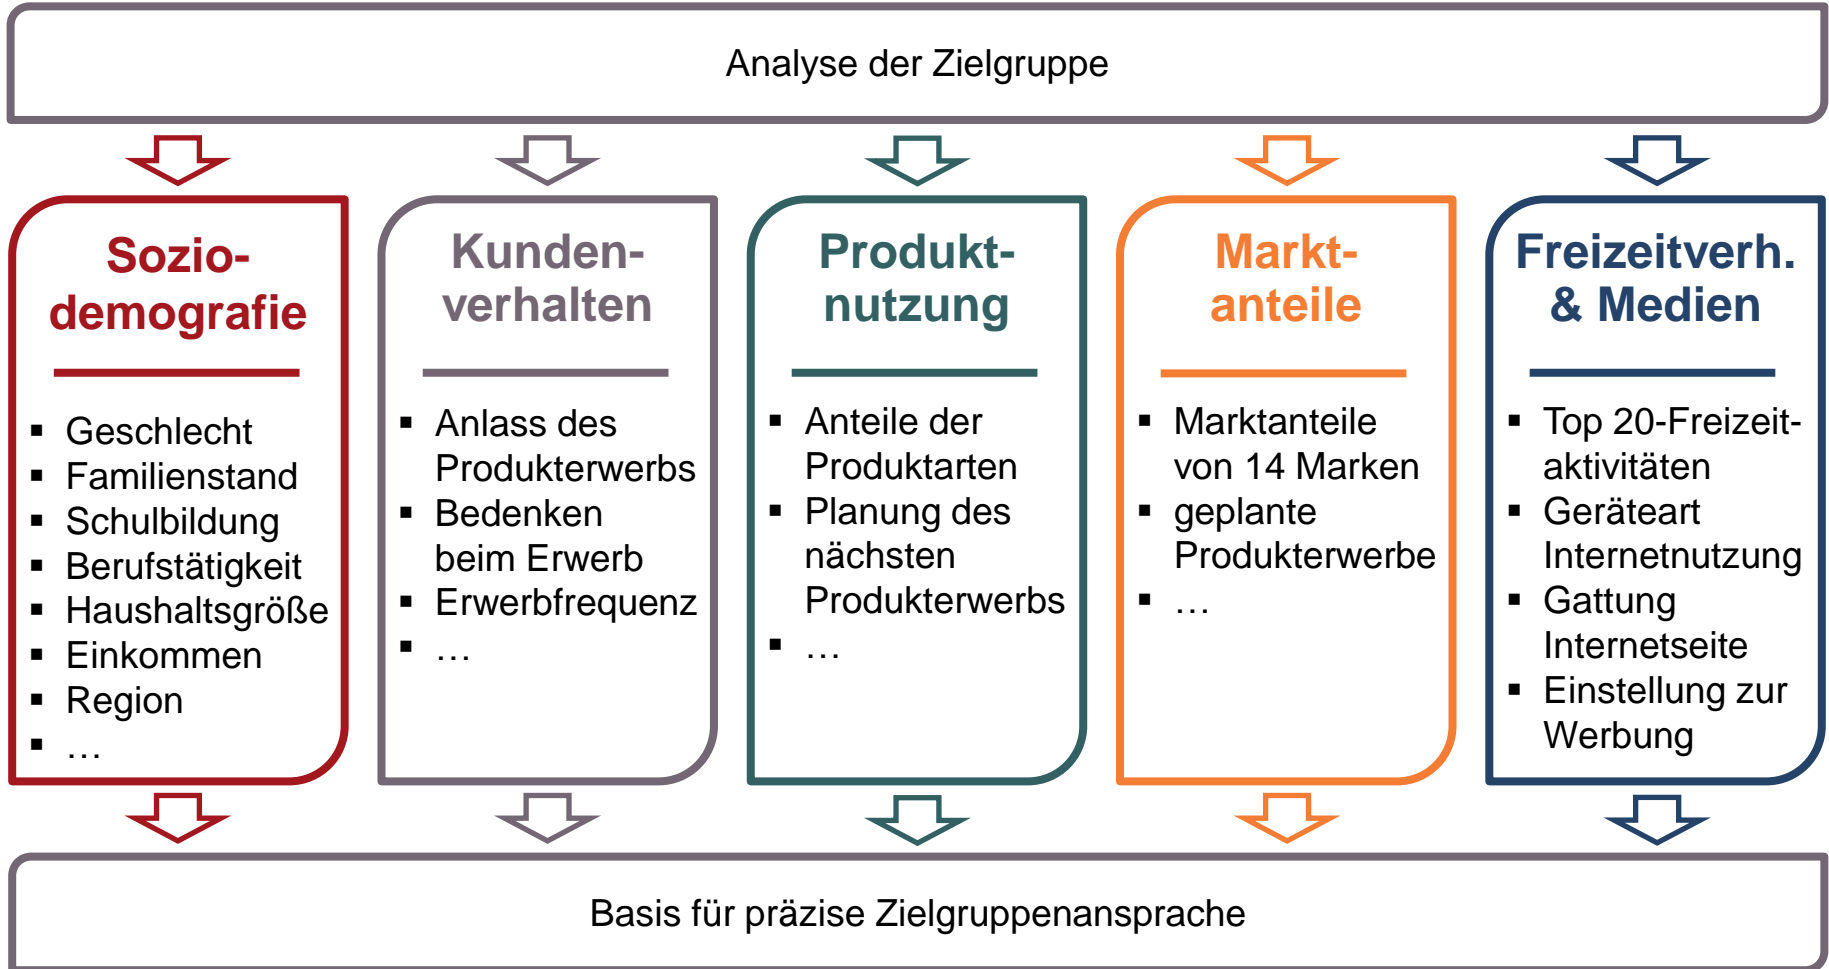 Analyse der Zielgruppe
Sozio-
demografie
▪ Geschlecht
▪ Familienstand
▪ Schulbildung
▪ Berufstätigkeit
▪ Haushaltsgröße
▪ Einkommen
▪ Region
▪ …
Kunden-
verhalten
▪ Anlass des
Produkterwerbs
▪ Bedenken
beim Erwerb
▪ Erwerbfrequenz
▪ …
Produkt-
nutzung
▪ Anteile der
Produktarten
▪ Planung des
nächsten
Produkterwerbs
▪ …
Markt-
anteile
▪ Marktanteile
von 14 Marken
▪ geplante
Produkterwerbe
▪ …
Freizeitverh.
& Medien
▪ Top 20-Freizeit-
aktivitäten
▪ Geräteart
Internetnutzung
▪ Gattung
Internetseite
▪ Einstellung zur
Werbung
Basis für präzise Zielgruppenansprache